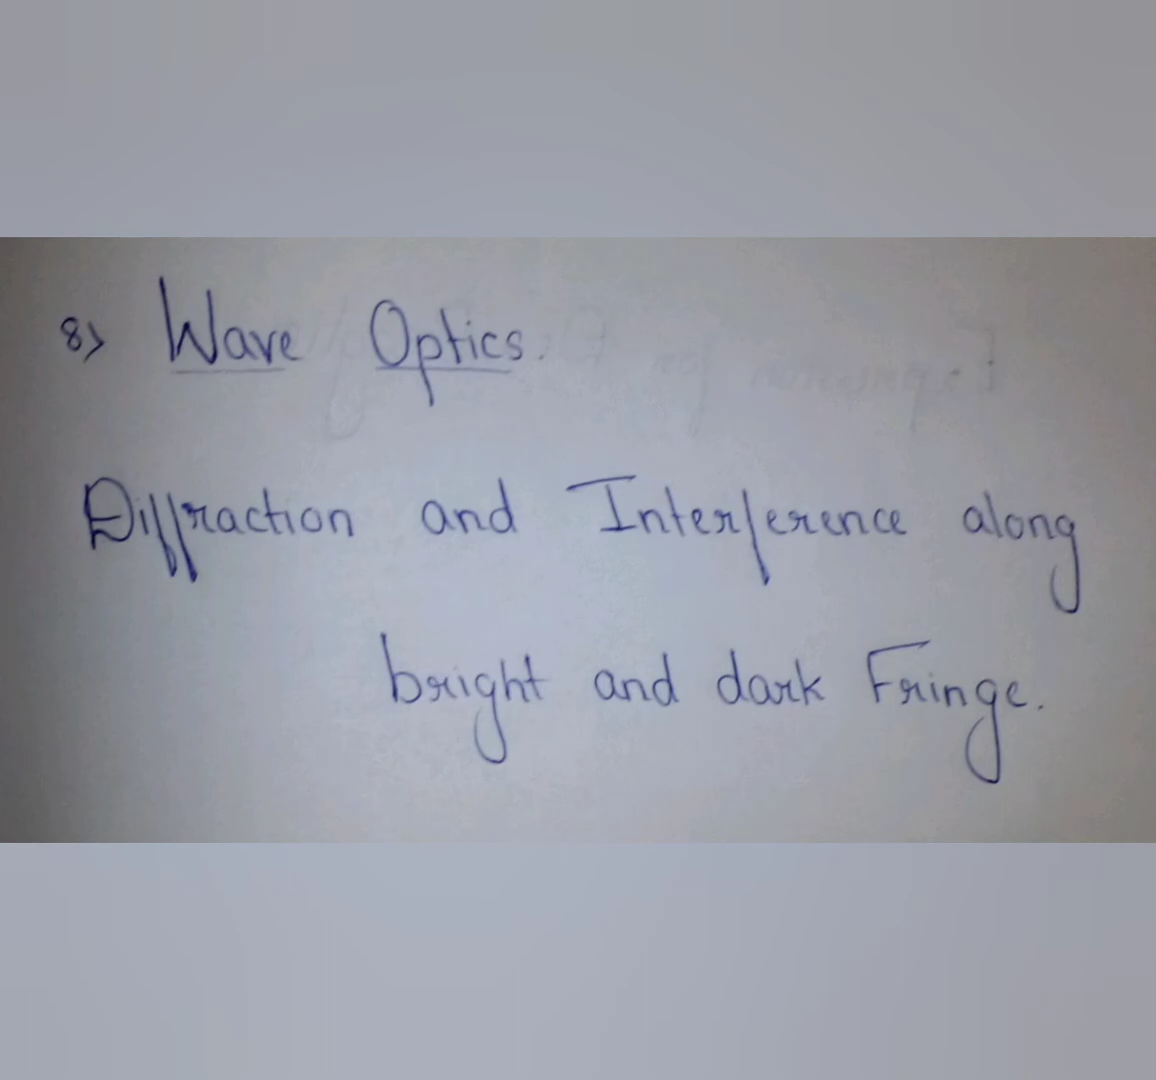 8) Wave Optics.
Diffraction and Interference along
bright and dark Fringe.